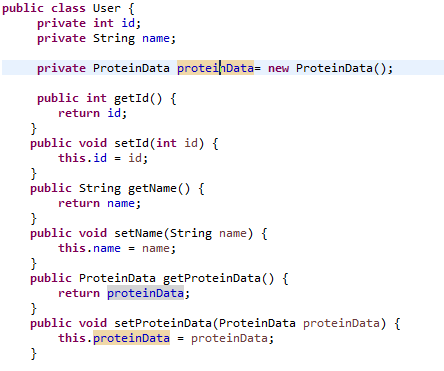 public class User {
private int id;
private String name;
private ProteinData proteinData= new ProteinData();
public int getId() {
return id;
}
public void setId(int id) {
this.id = id;
}
public String getName() {
return name;
}
public void setName(String name) {
this.name = name;
}
public ProteinData getProteinData() {
return proteinData;
}
public void setProteinData(ProteinData proteinData) {
this.proteinData = proteinData;
}